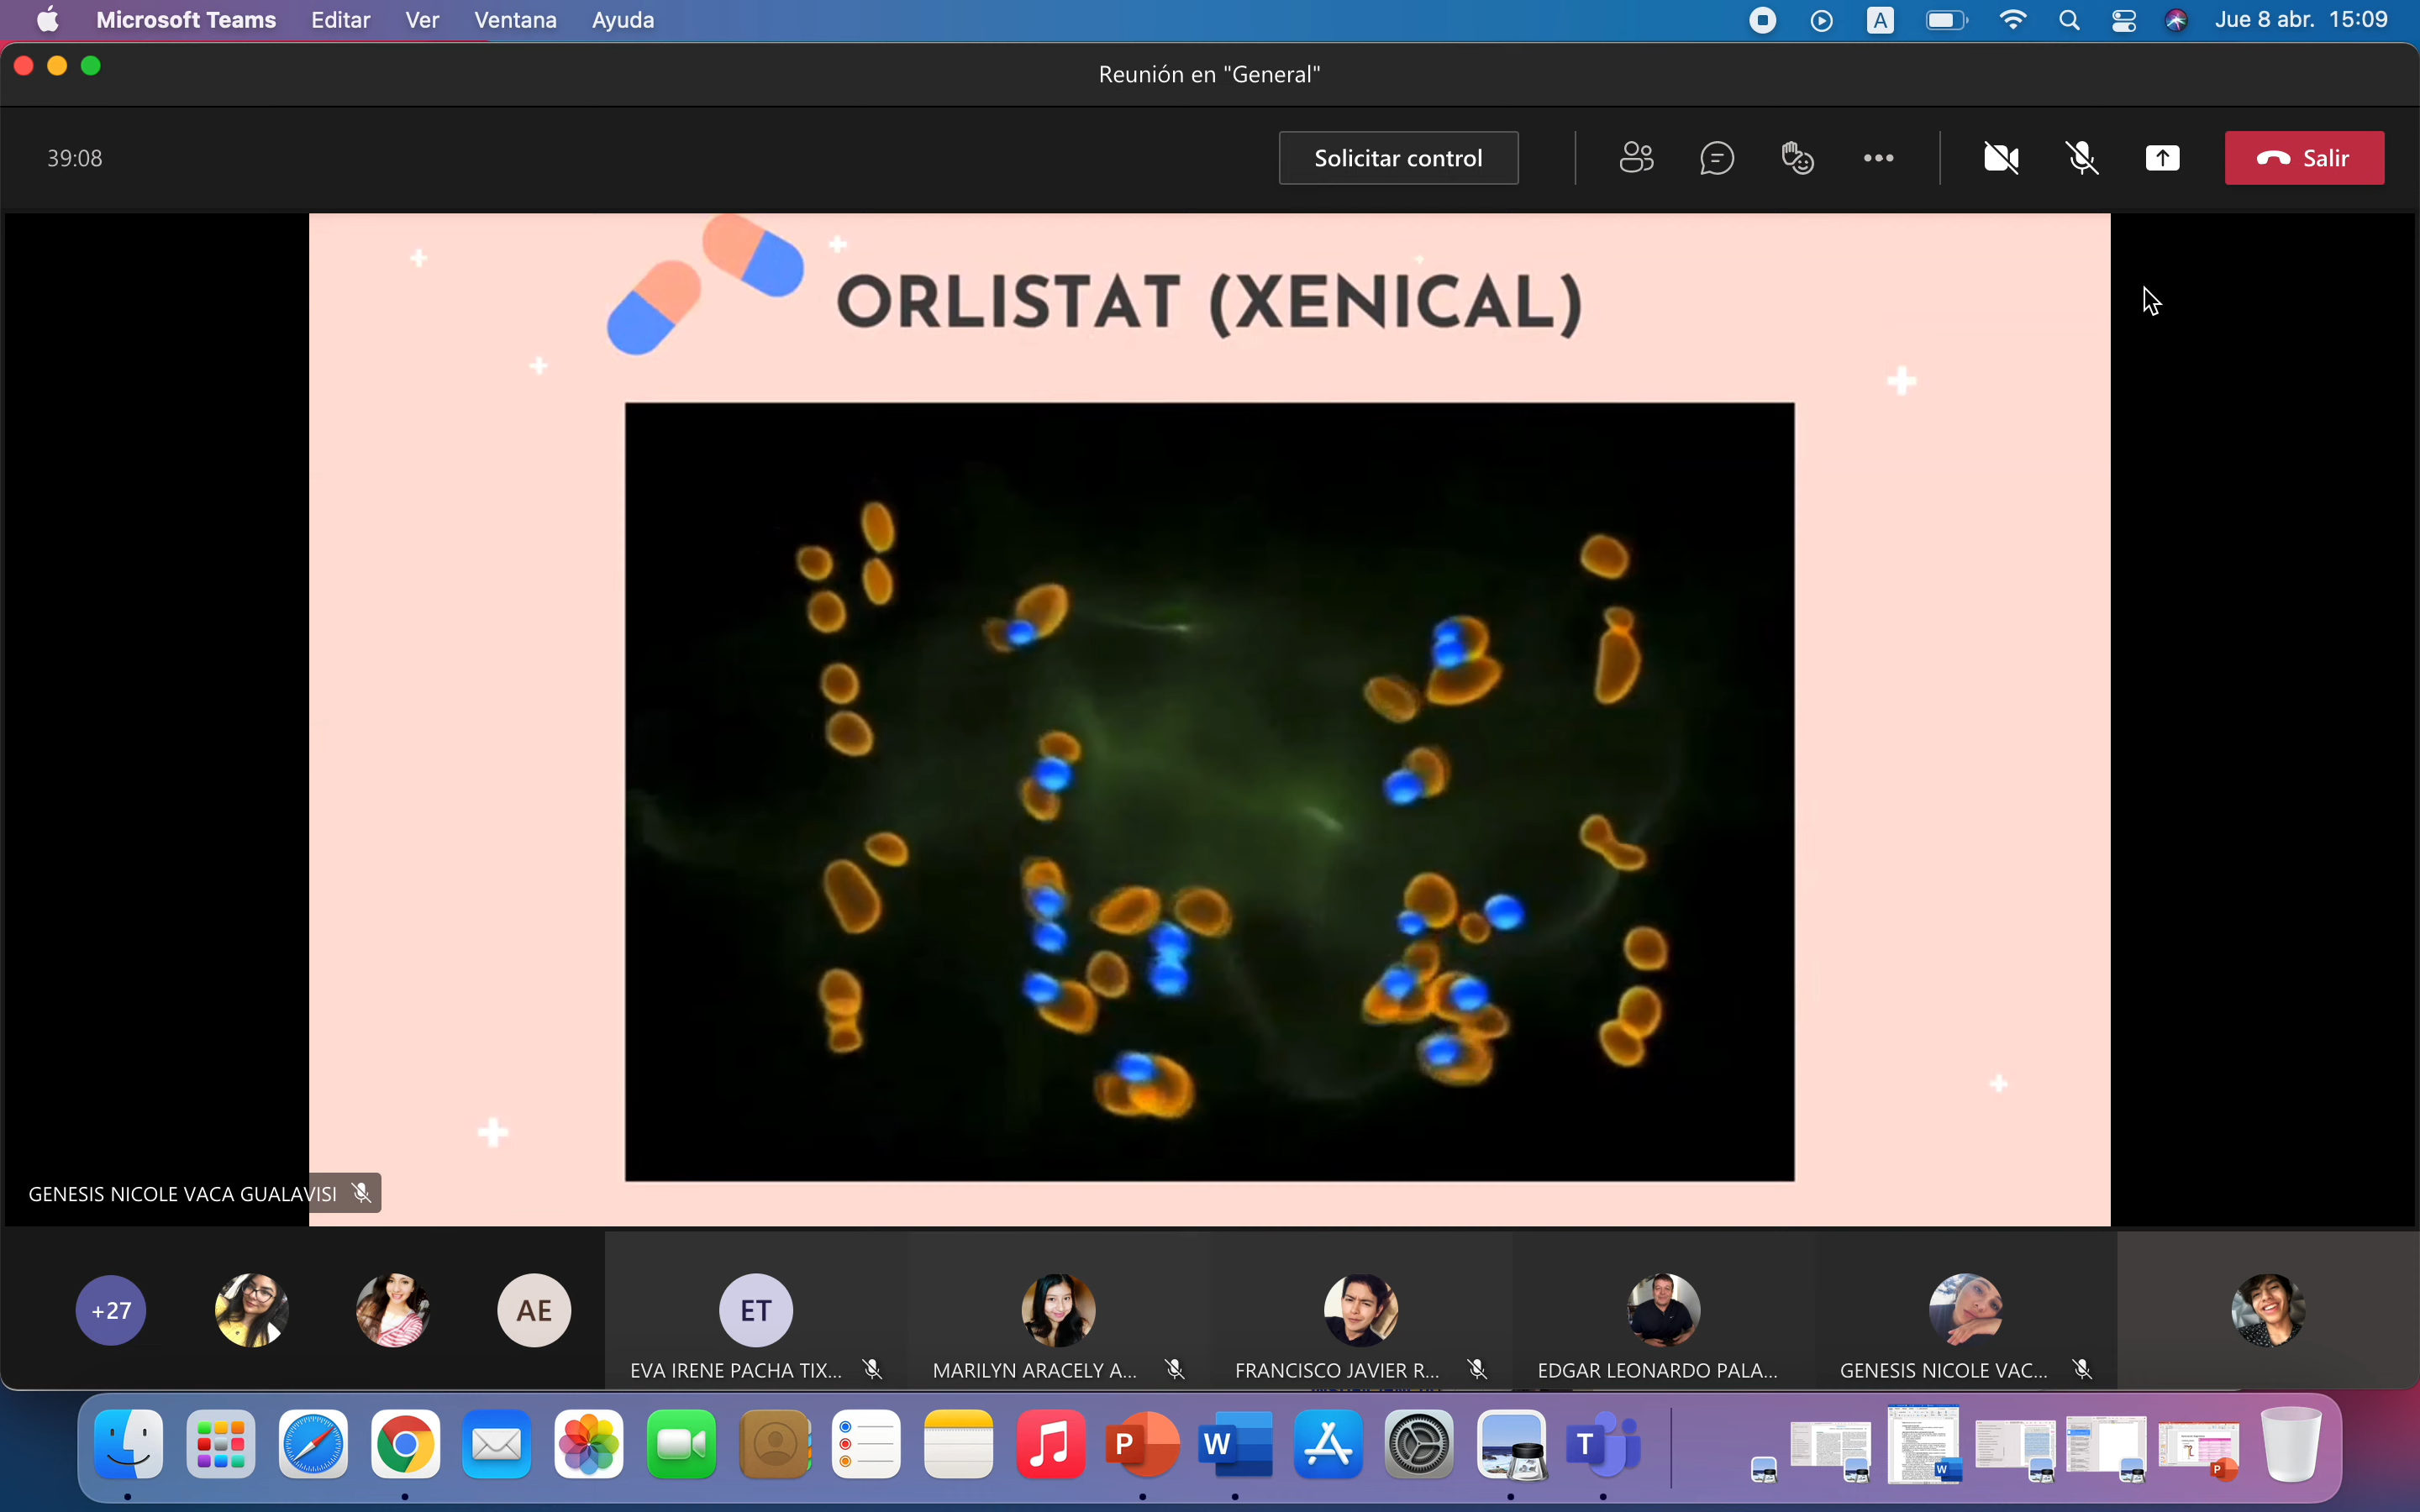 Microsoft Teams Editar Ver Ventana Ayuda A Jue 8 abr. 15:09
Reunión en "General"
39:08 Solicitar control Salir
ORLISTAT (XENICAL)
GENESIS NICOLE VACA GUALAVISI
+27 AE ET
EVA IRENE PACHA TIX... MARILYN ARACELY A... FRANCISCO JAVIER R... EDGAR LEONARDO PALA... GENESIS NICOLE VAC...
P W T W P